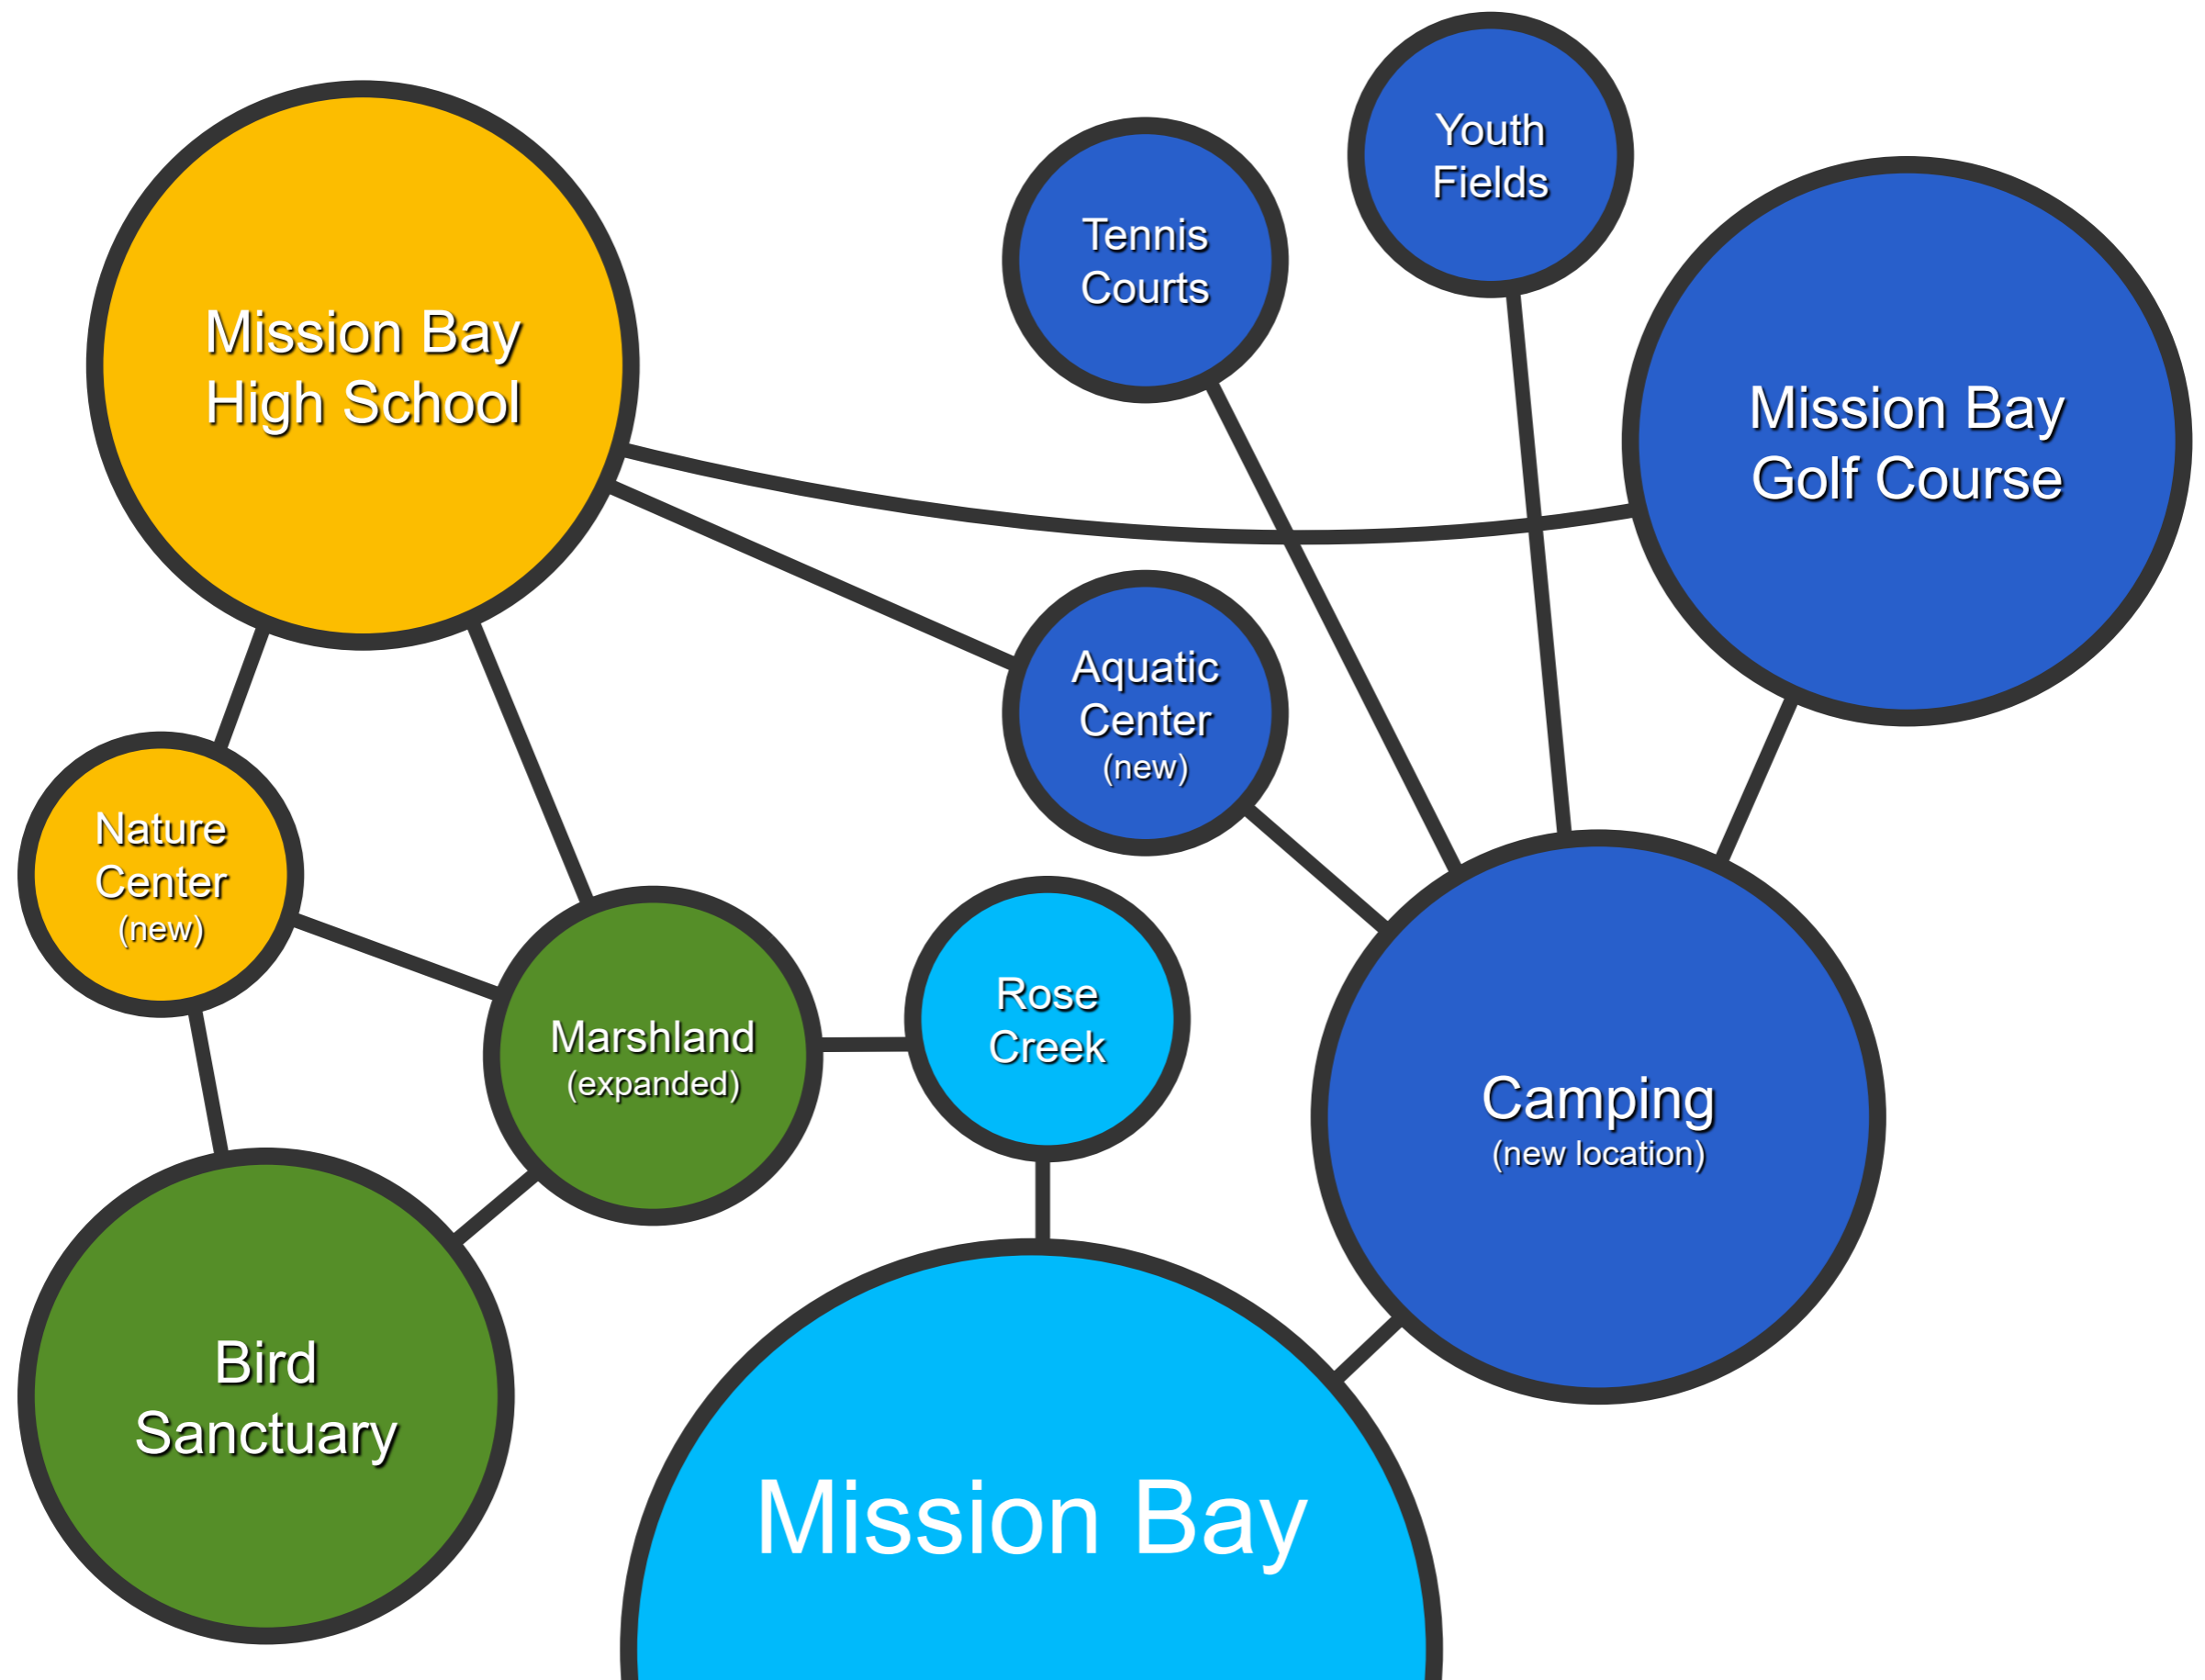 Youth
Fields
Tennis
Courts
Mission Bay
High School
Mission Bay
Golf Course
Aquatic
Center
(new)
Nature
Center
(new)
Rose
Creek
Marshland
(expanded)
Camping
(new location)
Bird
Sanctuary
Mission Bay